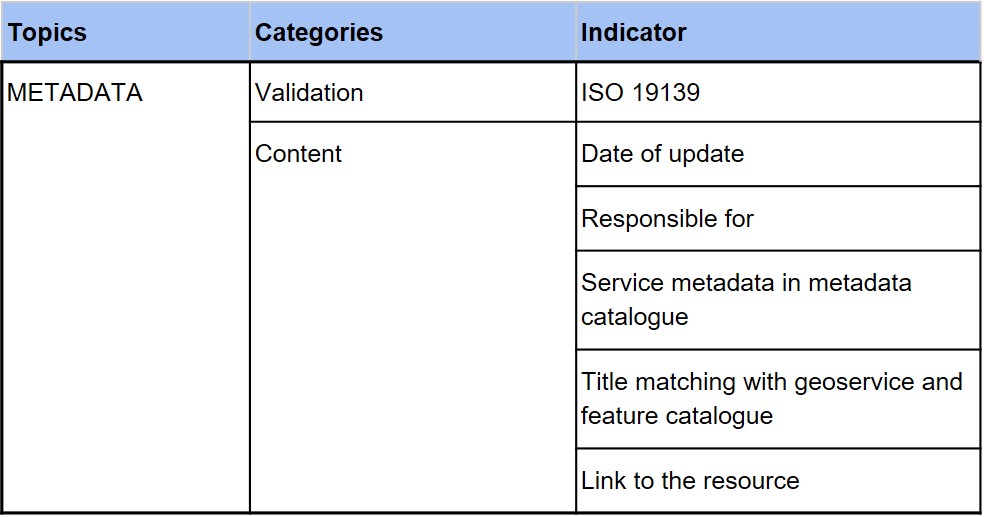 Topics Categories Indicator
METADATA Validation ISO 19139
Content Date of update
Responsible for
Service metadata in metadata
catalogue
Title matching with geoservice and
feature catalogue
Link to the resource